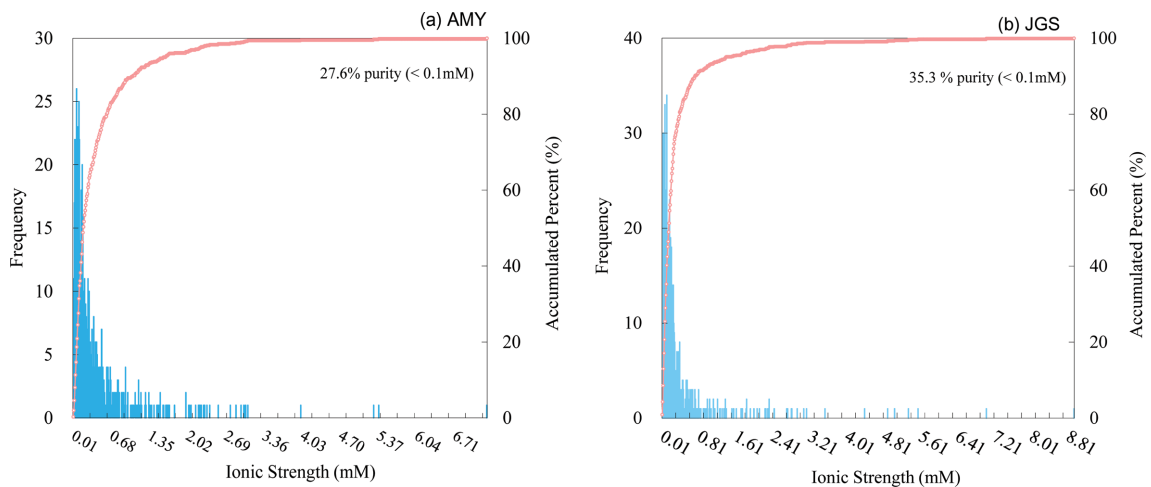 (a) AMY
30
25
20
15
10
5
0
Frequency
27.6% purity (< 0.1mM)
100
80
60
40
20
0
Accumulated Percent (%)
0.01 0.68 1.35 2.02 2.69 3.36 4.03 4.70 5.37 6.04 6.71
Ionic Strength (mM)
(b) JGS
40
30
20
10
0
Frequency
35.3 % purity (< 0.1mM)
100
80
60
40
20
0
Accumulated Percent (%)
0.01 0.81 1.61 2.41 3.21 4.01 4.81 5.61 6.41 7.21 8.01 8.81
Ionic Strength (mM)